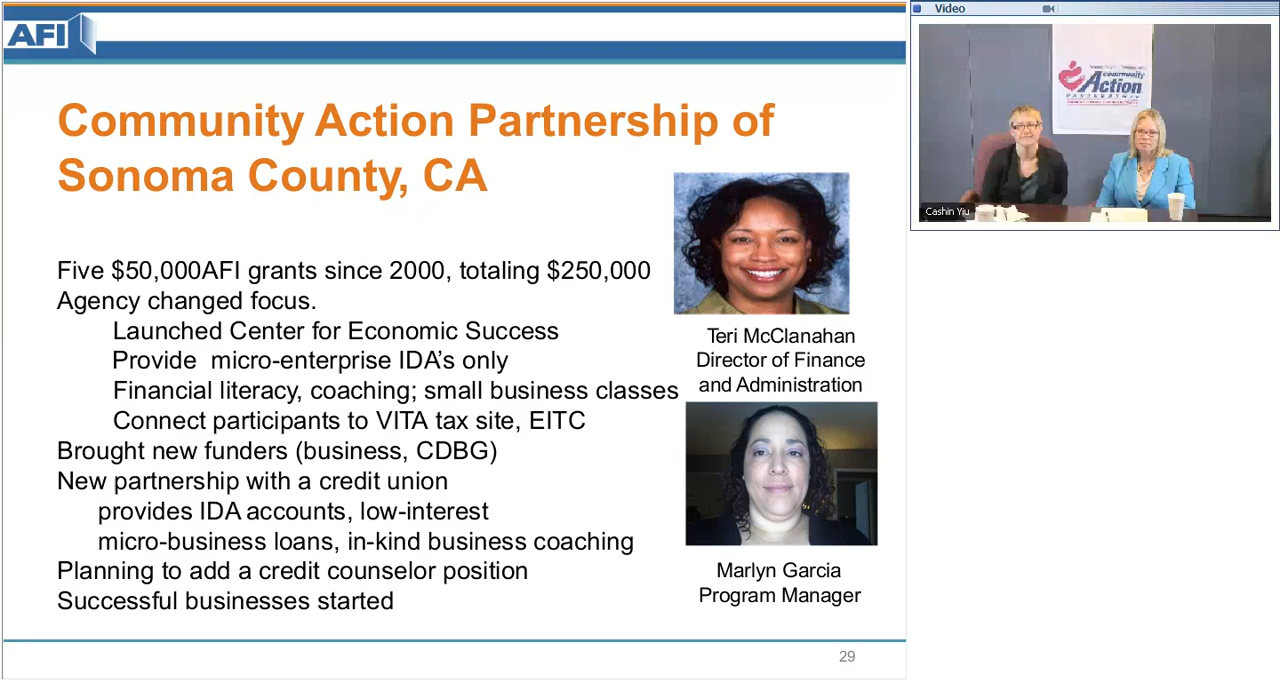 AFI
Community Action Partnership of
Sonoma County, CA
Five $50,000AFI grants since 2000, totaling $250,000
Agency changed focus.
Launched Center for Economic Success
Provide  micro-enterprise IDA's only
Financial literacy, coaching; small business classes
Connect participants to VITA tax site, EITC
Brought new funders (business, CDBG)
New partnership with a credit union
provides IDA accounts, low-interest
micro-business loans, in-kind business coaching
Planning to add a credit counselor position
Successful businesses started
Teri McClanahan
Director of Finance
and Administration
Marlyn Garcia
Program Manager
29
Video
community
Action
PARTNERSHIP
Cashin Yiu